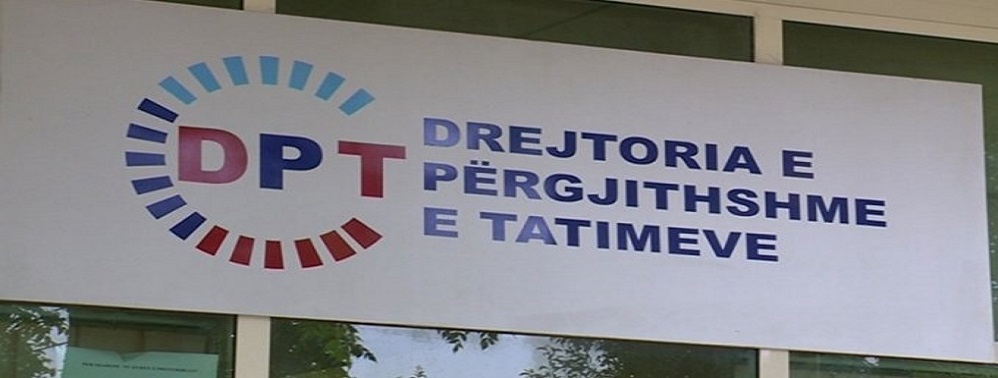 DPT
DREJTORIA E
PËRGJITHSHME
E TATIMEVE